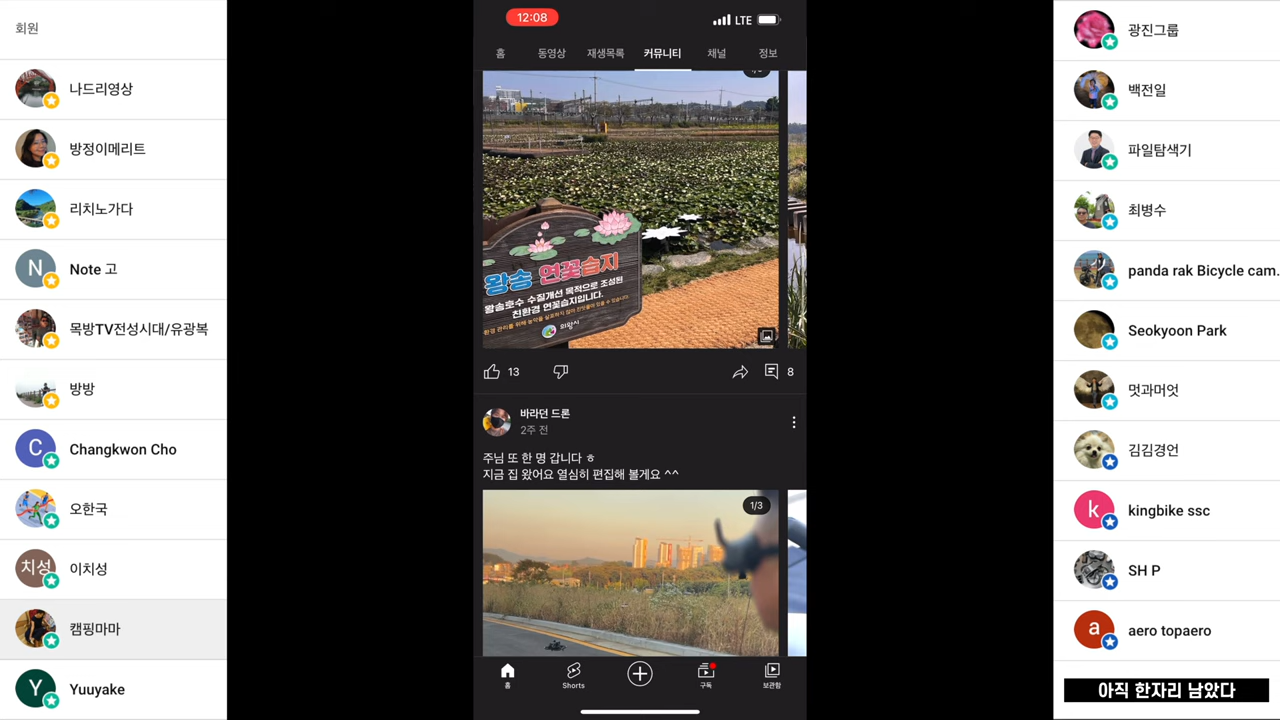 회원
나드리영상
방장이메리트
리치노가다
N
Note 고
목방TV전성시대/유광복
방방
C
Changkwon Cho
오한국
치성
이치성
캠핑마마
Y
Yuuyake
12:08
LTE
홈 동영상 재생목록 커뮤니티 채널 정보
왕송 연꽃습지
왕송호수 수질개선 목적으로 조성된
친환경 연꽃습지입니다.
의왕시
13
8
바라던 드론
2주 전
주님 또 한 명 갑니다 ㅎ
지금 집 왔어요 열심히 편집해 볼게요 ^^
1/3
홈 Shorts 구독 보관함
광진그룹
백전일
파일탐색기
최병수
panda rak Bicycle cam.
Seokyoon Park
멋과머엇
김김경언
k
kingbike ssc
SH P
a
aero topaero
아직 한자리 남았다